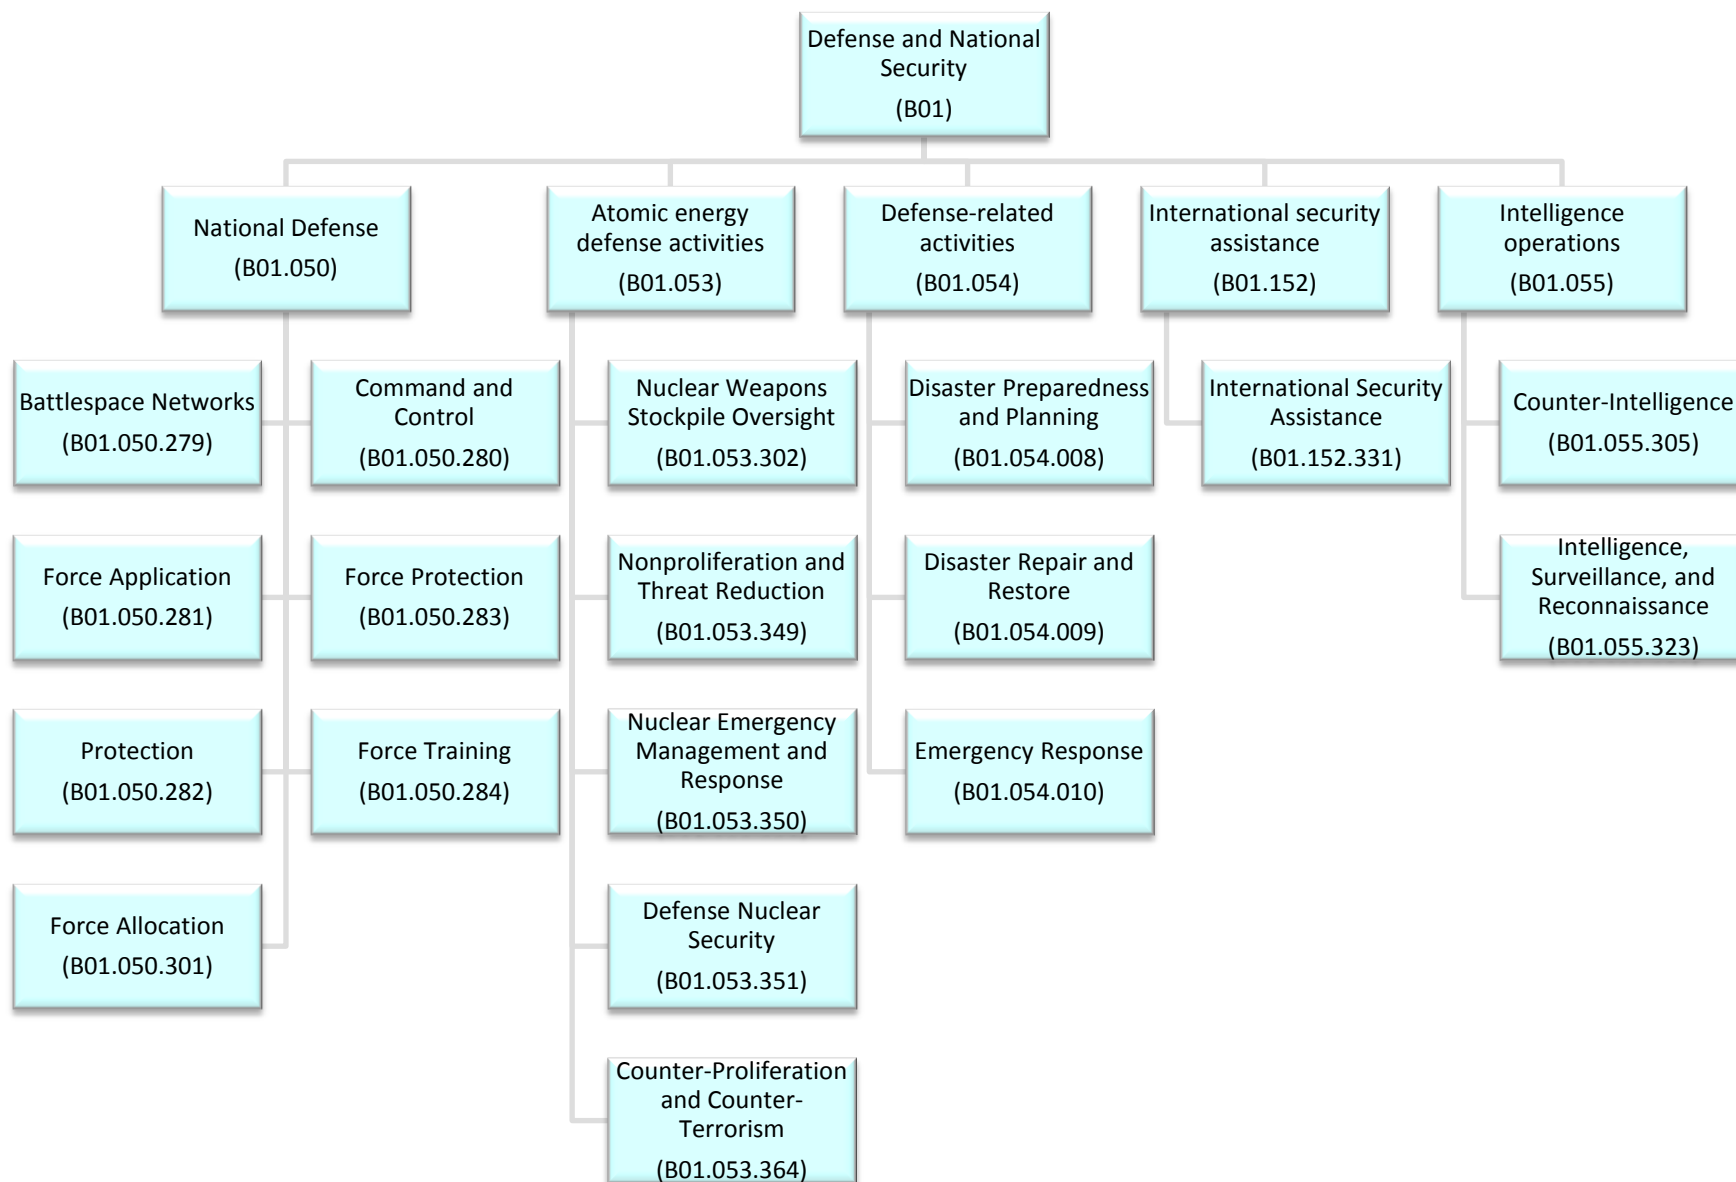 Defense and National
Security
(B01)
National Defense
(B01.050)
Atomic energy
defense activities
(B01.053)
Defense-related
activities
(B01.054)
International security
assistance
(B01.152)
Intelligence
operations
(B01.055)
Battlespace Networks
(B01.050.279)
Command and
Control
(B01.050.280)
Nuclear Weapons
Stockpile Oversight
(B01.053.302)
Disaster Preparedness
and Planning
(B01.054.008)
International Security
Assistance
(B01.152.331)
Counter-Intelligence
(B01.055.305)
Force Application
(B01.050.281)
Force Protection
(B01.050.283)
Nonproliferation and
Threat Reduction
(B01.053.349)
Disaster Repair and
Restore
(B01.054.009)
Intelligence,
Surveillance, and
Reconnaissance
(B01.055.323)
Protection
(B01.050.282)
Force Training
(B01.050.284)
Nuclear Emergency
Management and
Response
(B01.053.350)
Emergency Response
(B01.054.010)
Force Allocation
(B01.050.301)
Defense Nuclear
Security
(B01.053.351)
Counter-Proliferation
and Counter-
Terrorism
(B01.053.364)